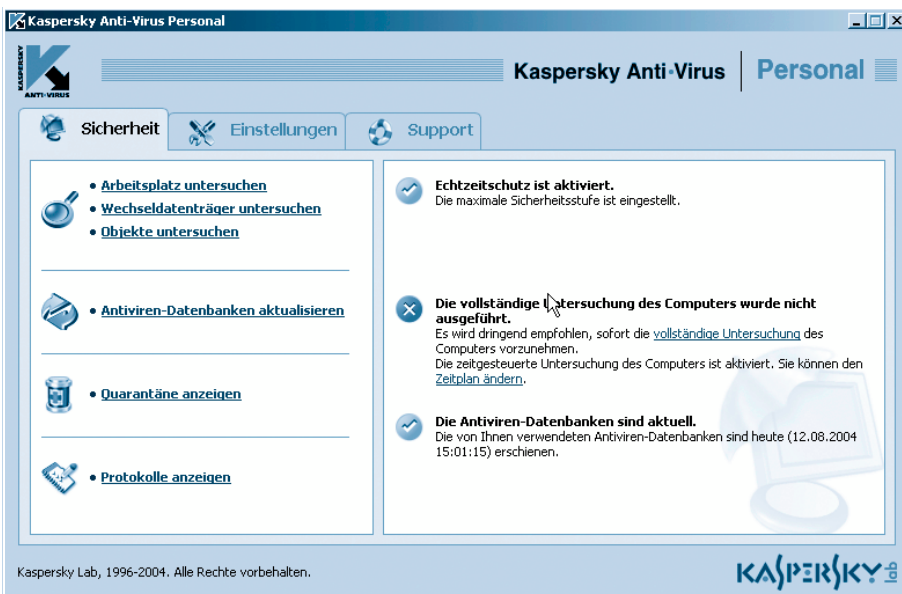 Kaspersky Anti-Virus Personal
KASPERSKY
ANTI-VIRUS
Kaspersky Anti-Virus Personal
Sicherheit Einstellungen Support
• Arbeitsplatz untersuchen
• Wechseldatenträger untersuchen
• Objekte untersuchen
• Antiviren-Datenbanken aktualisieren
• Quarantäne anzeigen
• Protokolle anzeigen
Echtzeitschutz ist aktiviert.
Die maximale Sicherheitsstufe ist eingestellt.
Die vollständige Untersuchung des Computers wurde nicht
ausgeführt.
Es wird dringend empfohlen, sofort die vollständige Untersuchung des
Computers vorzunehmen.
Die zeitgesteuerte Untersuchung des Computers ist aktiviert. Sie können den
Zeitplan ändern.
Die Antiviren-Datenbanken sind aktuell.
Die von Ihnen verwendeten Antiviren-Datenbanken sind heute (12.08.2004
15:01:15) erschienen.
Kaspersky Lab, 1996-2004. Alle Rechte vorbehalten.
KASPERSKY lab